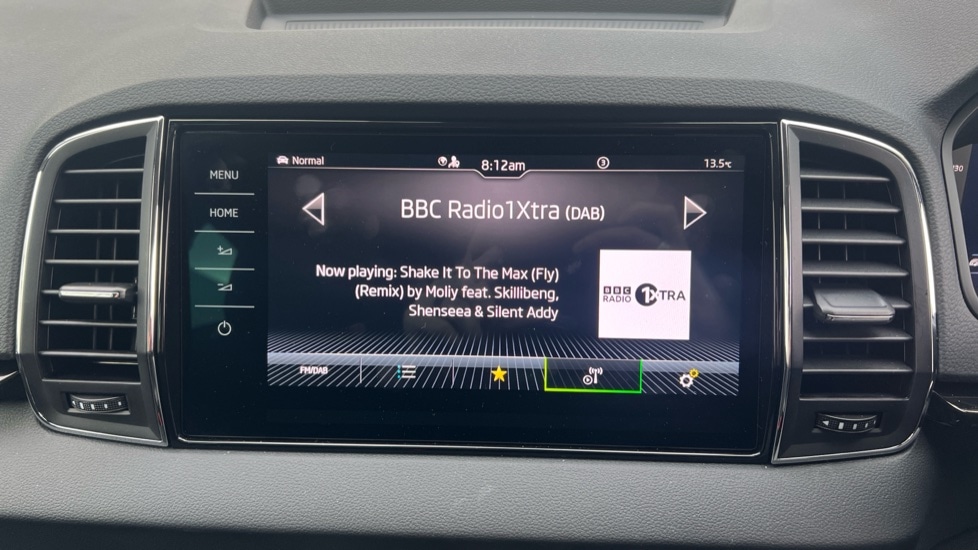 Normal
8:12am
3
13.5°C
MENU
HOME
BBC Radio1Xtra (DAB)
Now playing: Shake It To The Max (Fly)
(Remix) by Moliy feat. Skillibeng,
Shenseea & Silent Addy
BBC
RADIO 1XTRA
FM/DAB